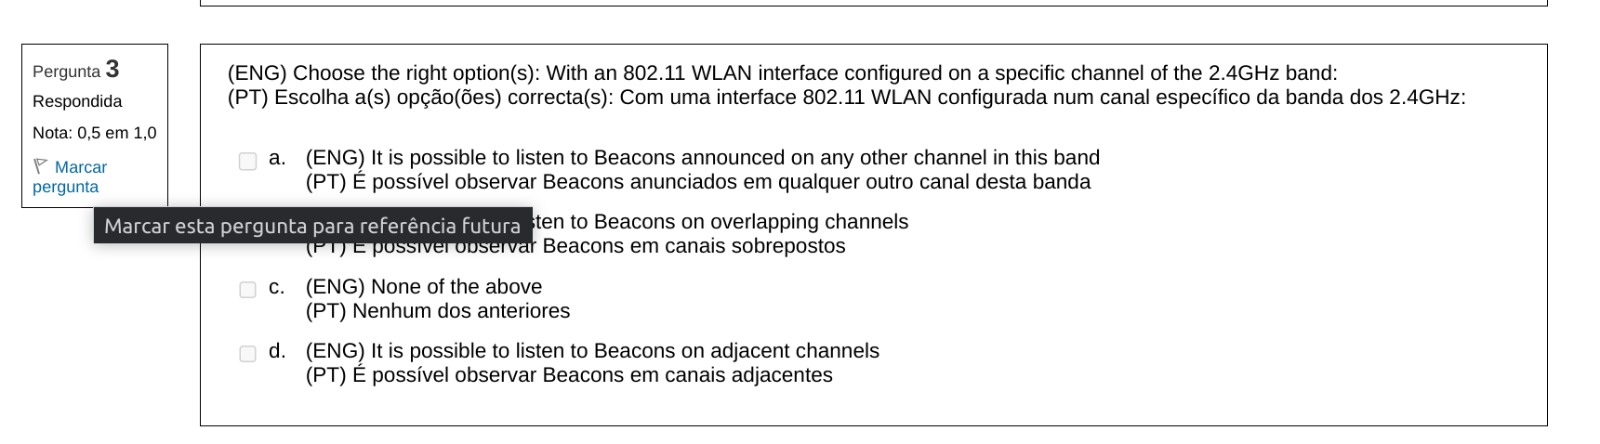 Pergunta 3
Respondida
Nota: 0,5 em 1,0
Marcar
pergunta
(ENG) Choose the right option(s): With an 802.11 WLAN interface configured on a specific channel of the 2.4GHz band:
(PT) Escolha a(s) opção(ões) correcta(s): Com uma interface 802.11 WLAN configurada num canal específico da banda dos 2.4GHz:
a. (ENG) It is possible to listen to Beacons announced on any other channel in this band
(PT) É possível observar Beacons anunciados em qualquer outro canal desta banda
Marcar esta pergunta para referência futura
to Beacons on overlapping channels
(PT) É possível observar Beacons em canais sobrepostos
c. (ENG) None of the above
(PT) Nenhum dos anteriores
d. (ENG) It is possible to listen to Beacons on adjacent channels
(PT) É possível observar Beacons em canais adjacentes